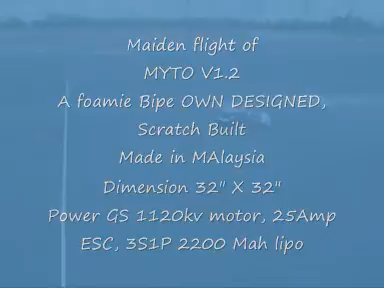 Maiden flight of
MYTO V1.2
A foamie Bipe OWN DESIGNED,
Scratch Built
Made in MAlaysia
Dimension 32" X 32"
Power GS 1120kv motor, 25Amp
ESC, 3S1P 2200 Mah lipo